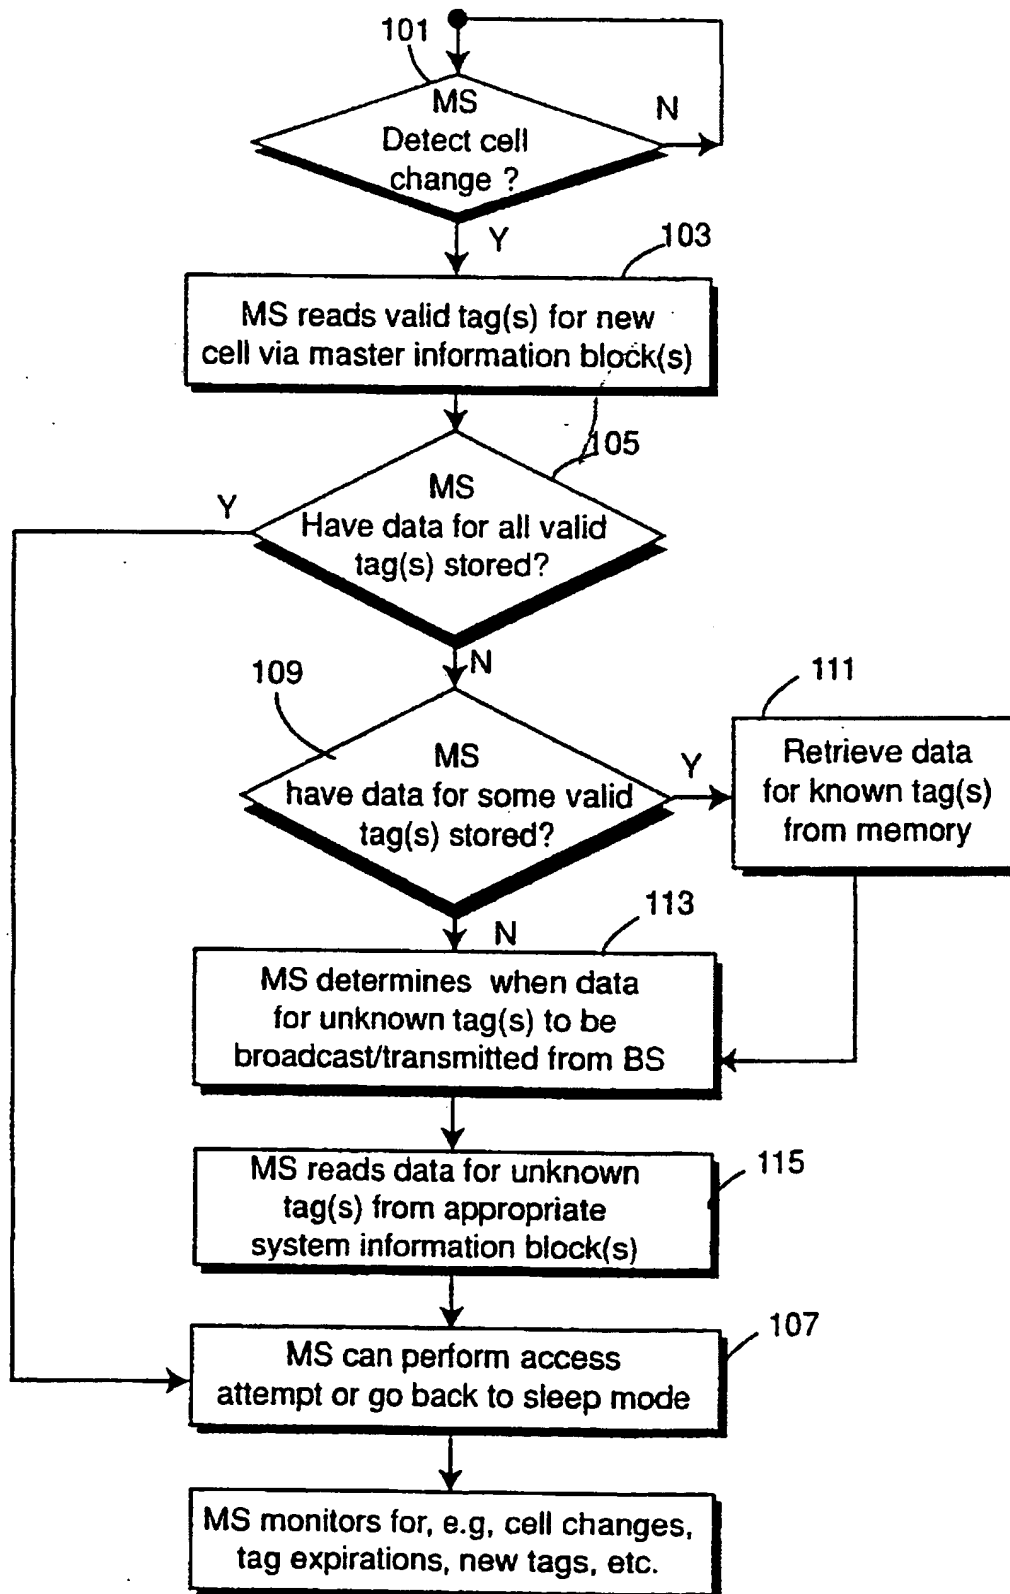 101
MS
Detect cell
change ?
N
Y
103
MS reads valid tag(s) for new
cell via master information block(s)
105
MS
Have data for all valid
tag(s) stored?
Y
N
109
MS
have data for some valid
tag(s) stored?
Y
111
Retrieve data
for known tag(s)
from memory
N
113
MS determines when data
for unknown tag(s) to be
broadcast/transmitted from BS
MS reads data for unknown
tag(s) from appropriate
system information block(s)
115
MS can perform access
attempt or go back to sleep mode
107
MS monitors for, e.g, cell changes,
tag expirations, new tags, etc.